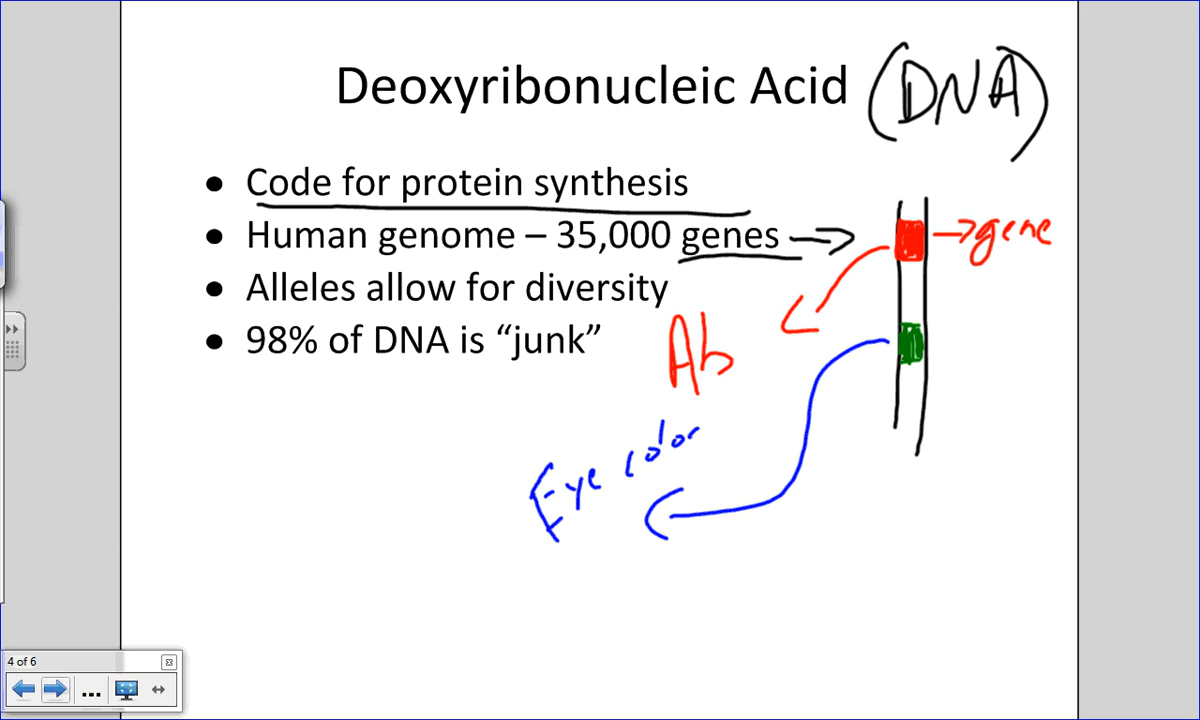 Deoxyribonucleic Acid (DNA)
• Code for protein synthesis
• Human genome – 35,000 genes
→gene
• Alleles allow for diversity
• 98% of DNA is “junk”
Ab
Eye color
4 of 6
...